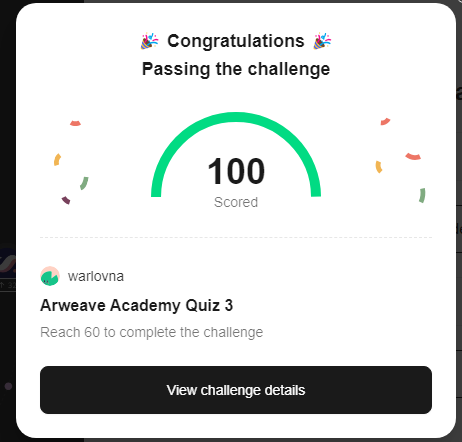 🎉 Congratulations 🎉
Passing the challenge
100
Scored
warlovna
Arweave Academy Quiz 3
Reach 60 to complete the challenge
View challenge details